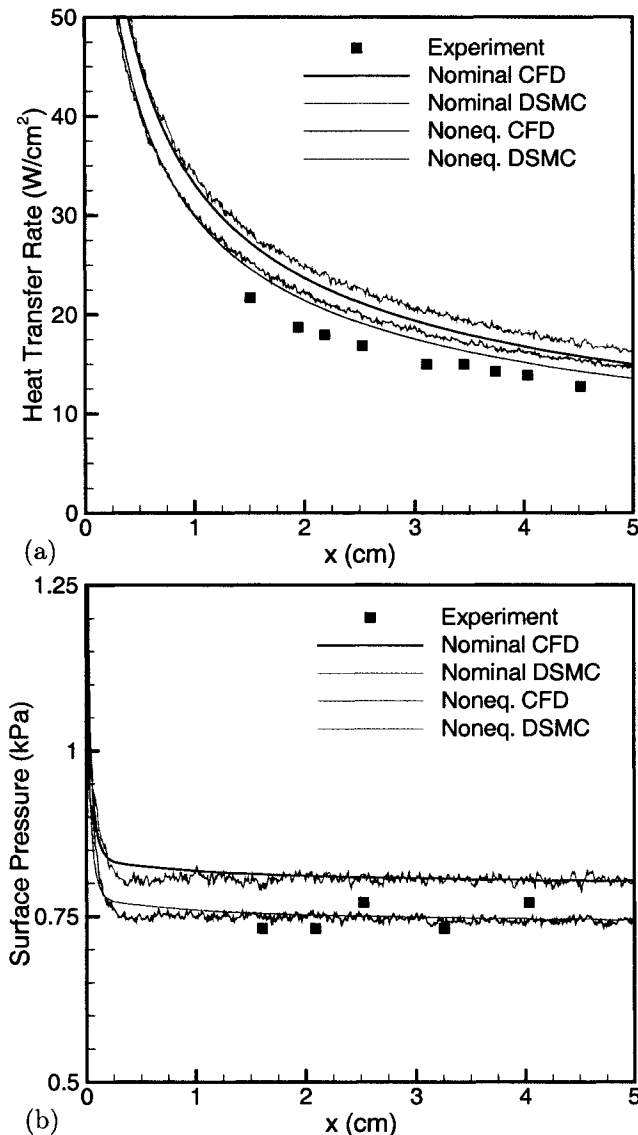 50
40
30
20
10
0
Heat Transfer Rate (W/cm²)
Experiment
Nominal CFD
Nominal DSMC
Noneq. CFD
Noneq. DSMC
0 1 2 3 4 5
x (cm)
(a)
1.25
1
0.75
0.5
Surface Pressure (kPa)
Experiment
Nominal CFD
Nominal DSMC
Noneq. CFD
Noneq. DSMC
0 1 2 3 4 5
x (cm)
(b)